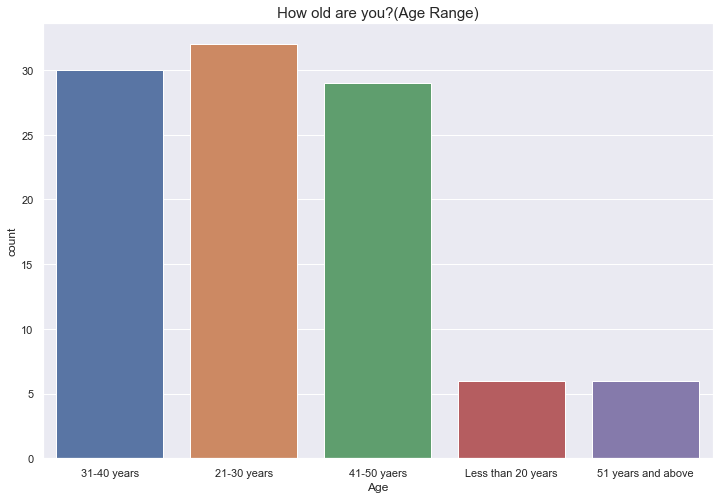 How old are you?(Age Range)
count
30
25
20
15
10
5
0
31-40 years
21-30 years
41-50 yaers
Less than 20 years
51 years and above
Age